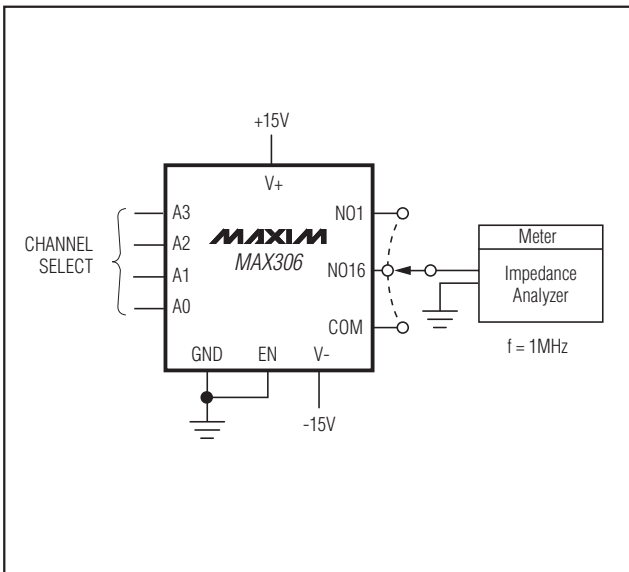 +15V
V+
CHANNEL
SELECT
A3
A2
A1
A0
MAXIM
MAX306
NO1
NO16
COM
GND
EN
V-
-15V
Meter
Impedance
Analyzer
f = 1MHz